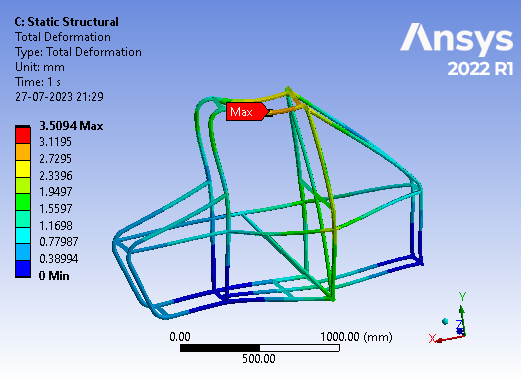 C: Static Structural
Total Deformation
Type: Total Deformation
Unit: mm
Time: 1 s
27-07-2023 21:29
Ansys
2022 R1
3.5094 Max
3.1195
2.7295
2.3396
1.9497
1.5597
1.1698
0.77987
0.38994
0 Min
Max
0.00
1000.00 (mm)
500.00
Y
X
Z